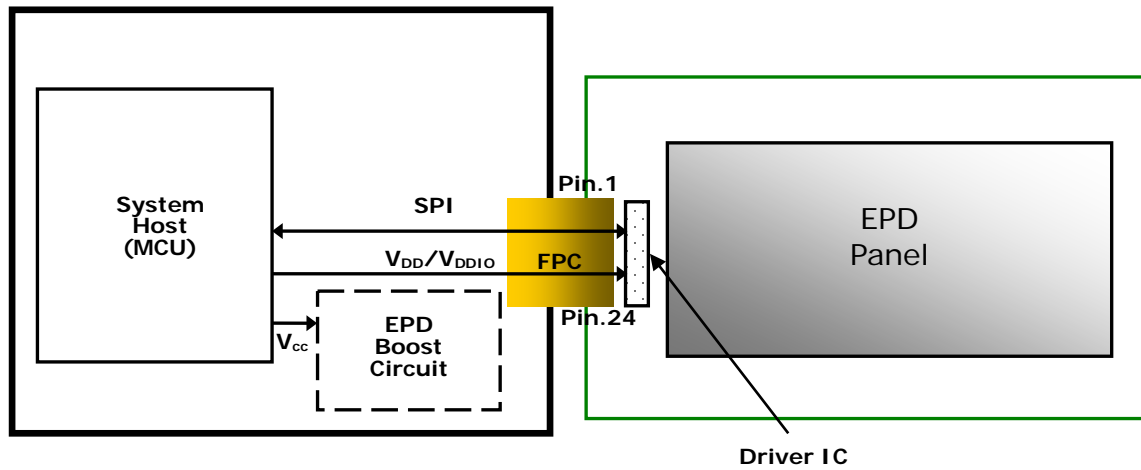 System
Host
(MCU)
SPI
VDD/VDDIO
FPC
Pin.1
Pin.24
VCC
EPD
Boost
Circuit
EPD
Panel
Driver IC